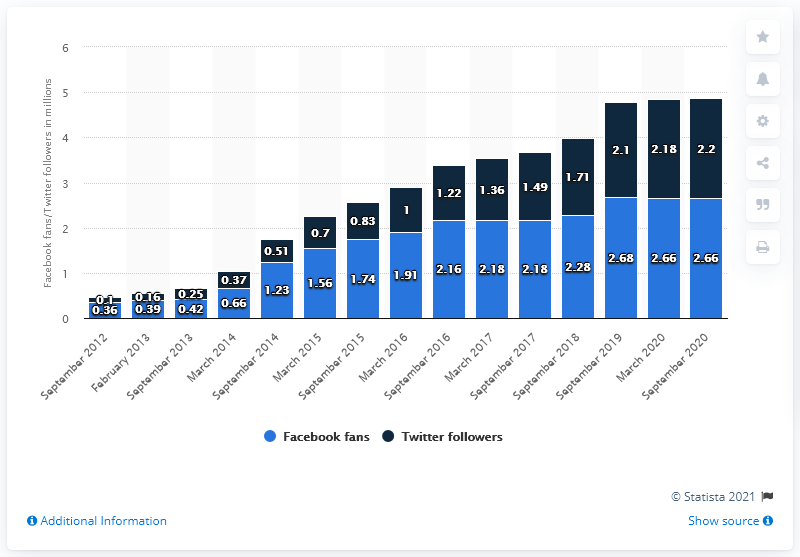 6
5
4
3
2
1
0
Facebook fans/Twitter followers in millions
0.1 0.16 0.25 0.37 0.51 0.7 0.83 1 1.22 1.36 1.49 1.71 2.1 2.18 2.2
0.36 0.39 0.42 0.66 1.23 1.56 1.74 1.91 2.16 2.18 2.18 2.28 2.68 2.66 2.66
September 2012
February 2013
September 2013
March 2014
September 2014
March 2015
September 2015
March 2016
September 2016
March 2017
September 2017
September 2018
September 2019
March 2020
September 2020
Facebook fans Twitter followers
© Statista 2021
Additional Information Show source